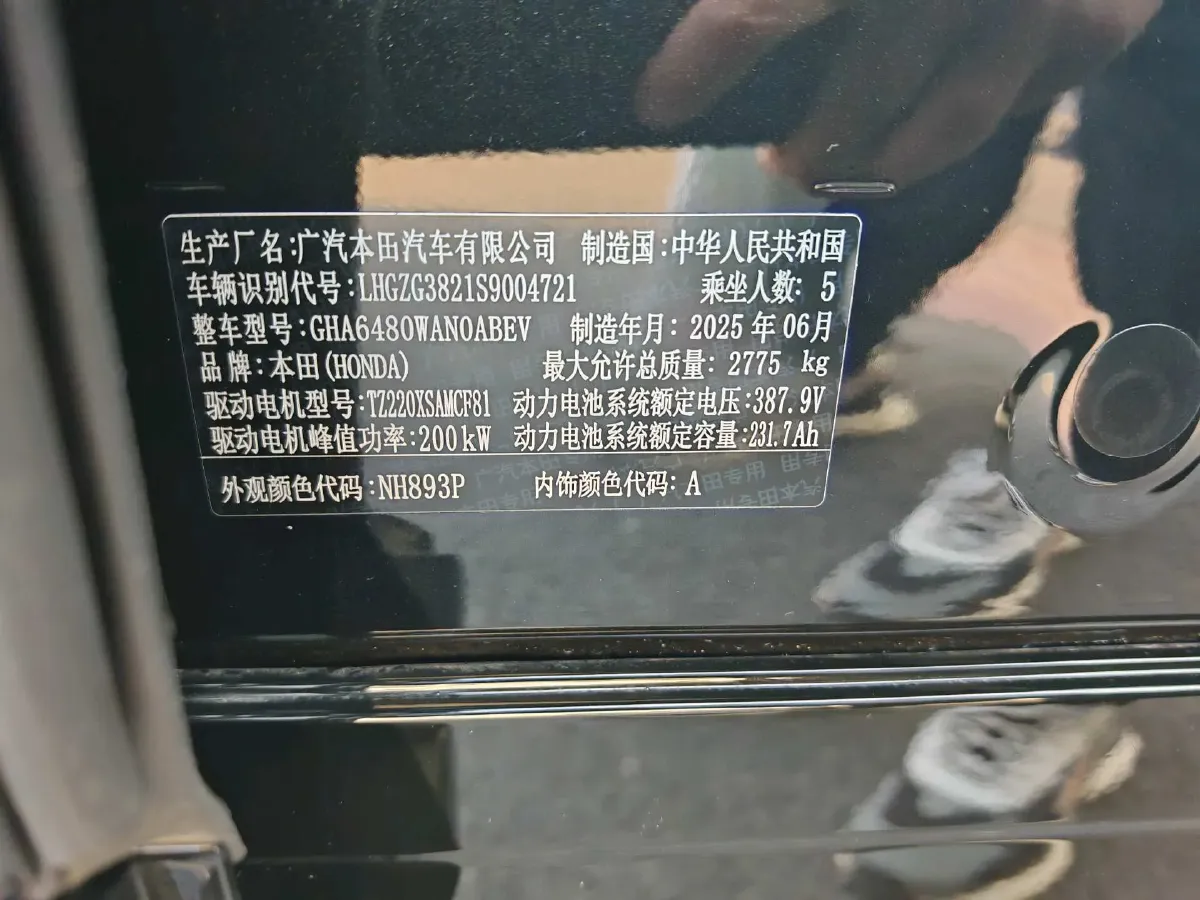 生产厂名:广汽本田汽车有限公司 制造国:中华人民共和国
车辆识别代号:LHGZG3821S9004721 乘坐人数: 5
整车型号:GHA6480WAN0ABEV 制造年月: 2025 年 06月
品牌:本田(HONDA) 最大允许总质量: 2775 kg
驱动电机型号:TZ220XSAMCF81 动力电池系统额定电压:387.9V
驱动电机峰值功率:200kW 动力电池系统额定容量:231.7Ah
外观颜色代码:NH893P 内饰颜色代码: A